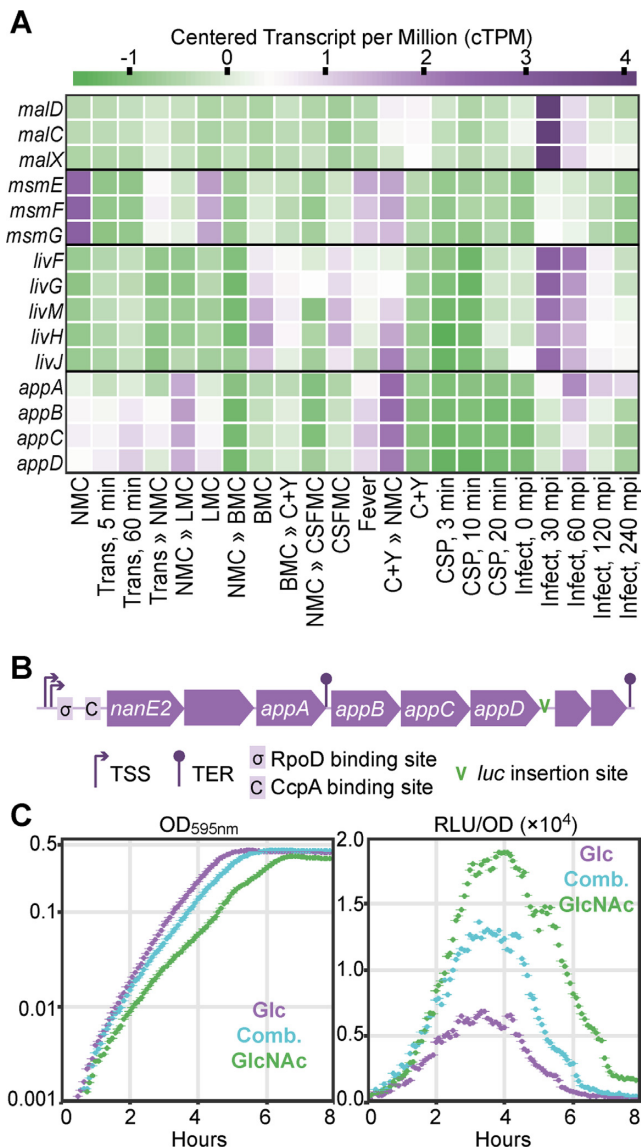 A
Centered Transcript per Million (cTPM)
-1 0 1 2 3 4
malD
malC
malX
msmE
msmF
msmG
livF
livG
livM
livH
livJ
appA
appB
appC
appD
NMC
Trans, 5 min
Trans, 60 min
Trans » NMC
NMC » LMC
LMC
NMC » BMC
BMC
BMC » C+Y
NMC » CSFMC
CSFMC
Fever
C+Y » NMC
C+Y
CSP, 3 min
CSP, 10 min
CSP, 20 min
Infect, 0 mpi
Infect, 30 mpi
Infect, 60 mpi
Infect, 120 mpi
Infect, 240 mpi
B
σ C nanE2 appA appB appC appD
TSS
TER
σ RpoD binding site
C CcpA binding site
luc insertion site
C
OD595nm
0.5
0.1
0.01
0.001
Glc
Comb.
GlcNAc
0 2 4 6 8
Hours
RLU/OD (×10⁴)
2.0
1.5
1.0
0.5
0
Glc
Comb.
GlcNAc
0 2 4 6 8
Hours